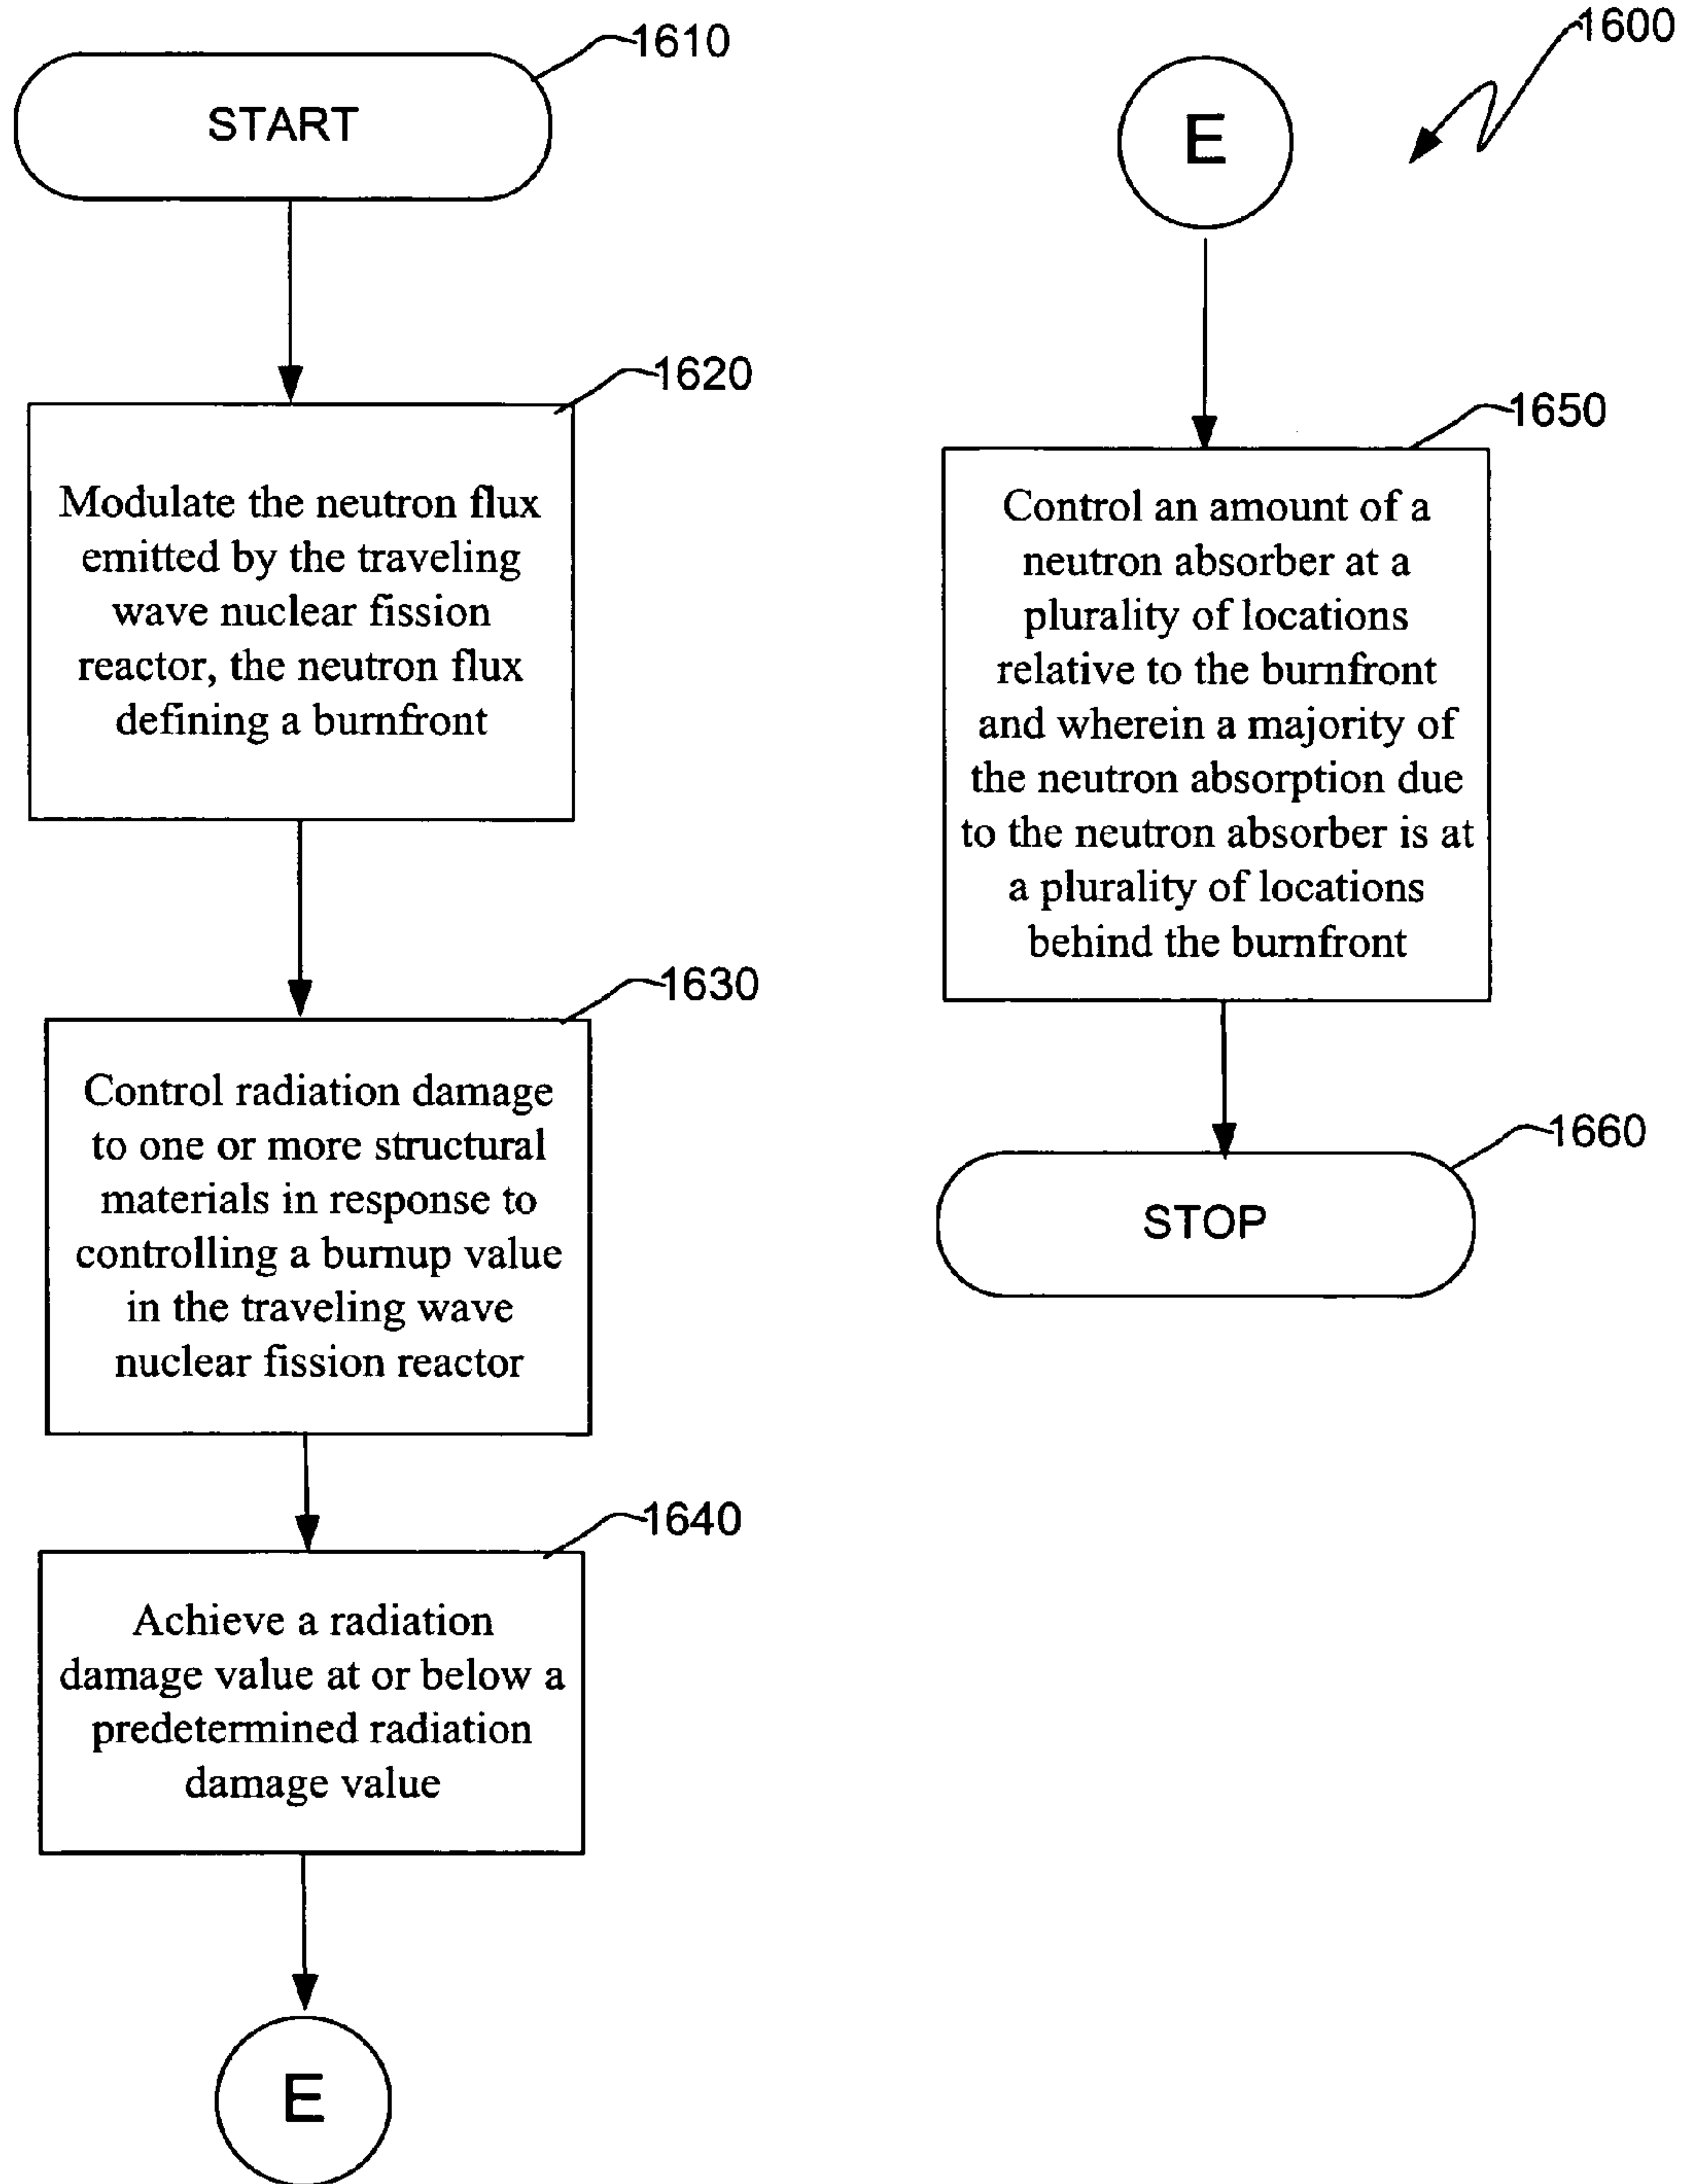 1610
START
1620
Modulate the neutron flux
emitted by the traveling
wave nuclear fission
reactor, the neutron flux
defining a burnfront
1630
Control radiation damage
to one or more structural
materials in response to
controlling a burnup value
in the traveling wave
nuclear fission reactor
1640
Achieve a radiation
damage value at or below a
predetermined radiation
damage value
E
1600
E
1650
Control an amount of a
neutron absorber at a
plurality of locations
relative to the burnfront
and wherein a majority of
the neutron absorption due
to the neutron absorber is at
a plurality of locations
behind the burnfront
1660
STOP